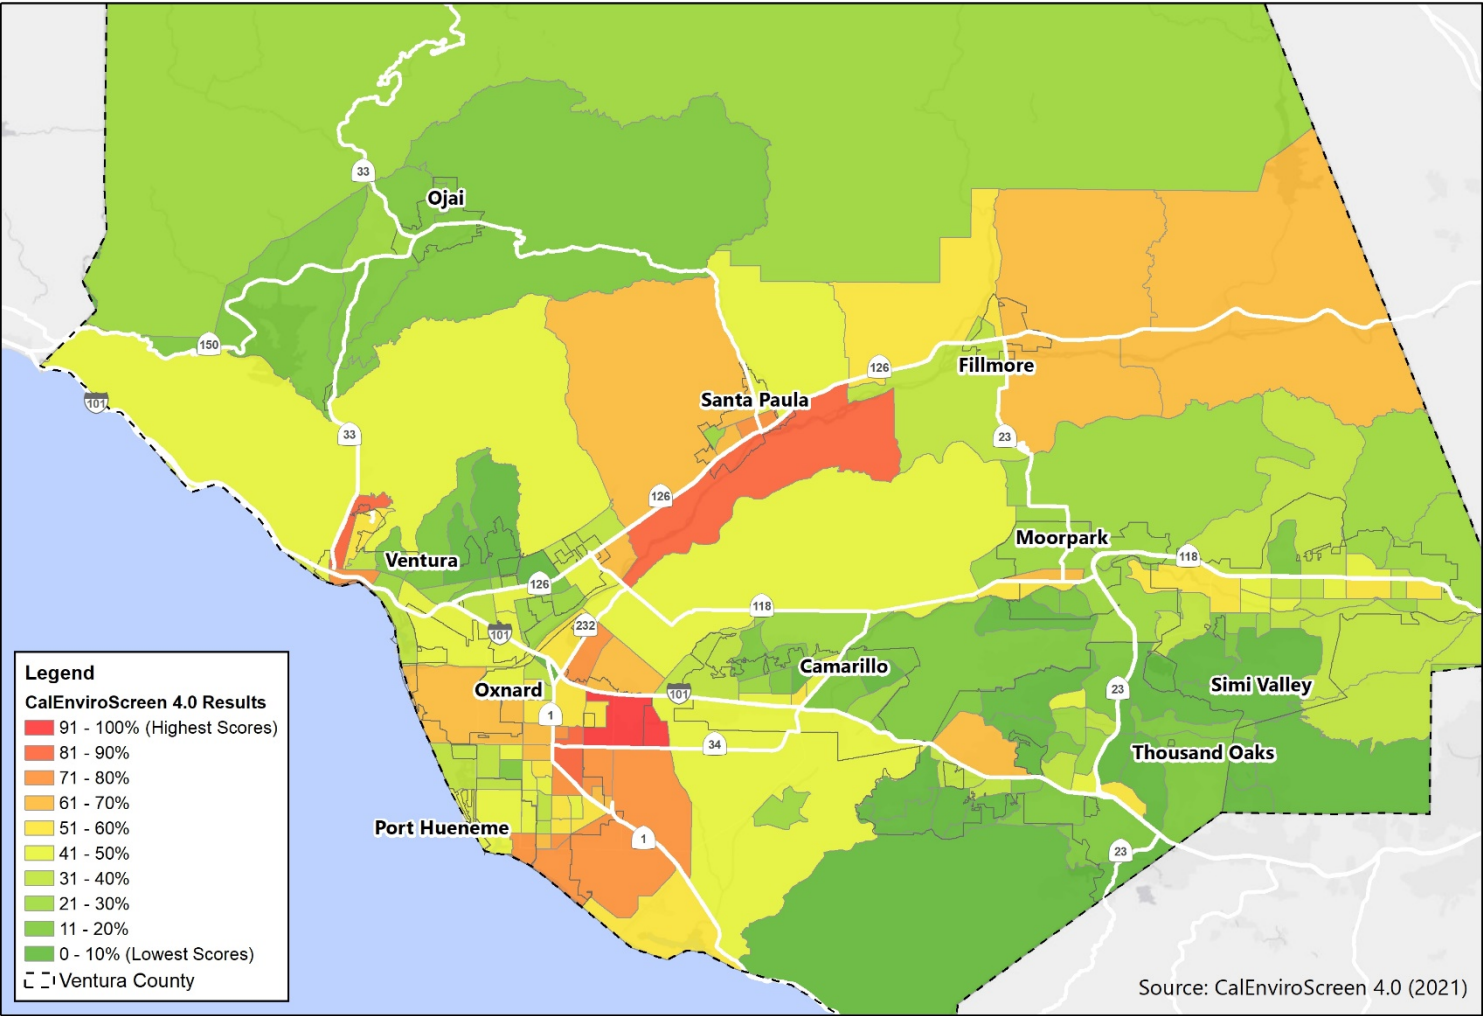 33
Ojai
150
101
33
126
Fillmore
Santa Paula
23
126
Moorpark
118
Ventura
126
118
232
101
Camarillo
Oxnard
101
23
Simi Valley
1
34
Thousand Oaks
Port Hueneme
1
23
Legend
CalEnviroScreen 4.0 Results
91 - 100% (Highest Scores)
81 - 90%
71 - 80%
61 - 70%
51 - 60%
41 - 50%
31 - 40%
21 - 30%
11 - 20%
0 - 10% (Lowest Scores)
Ventura County
Source: CalEnviroScreen 4.0 (2021)